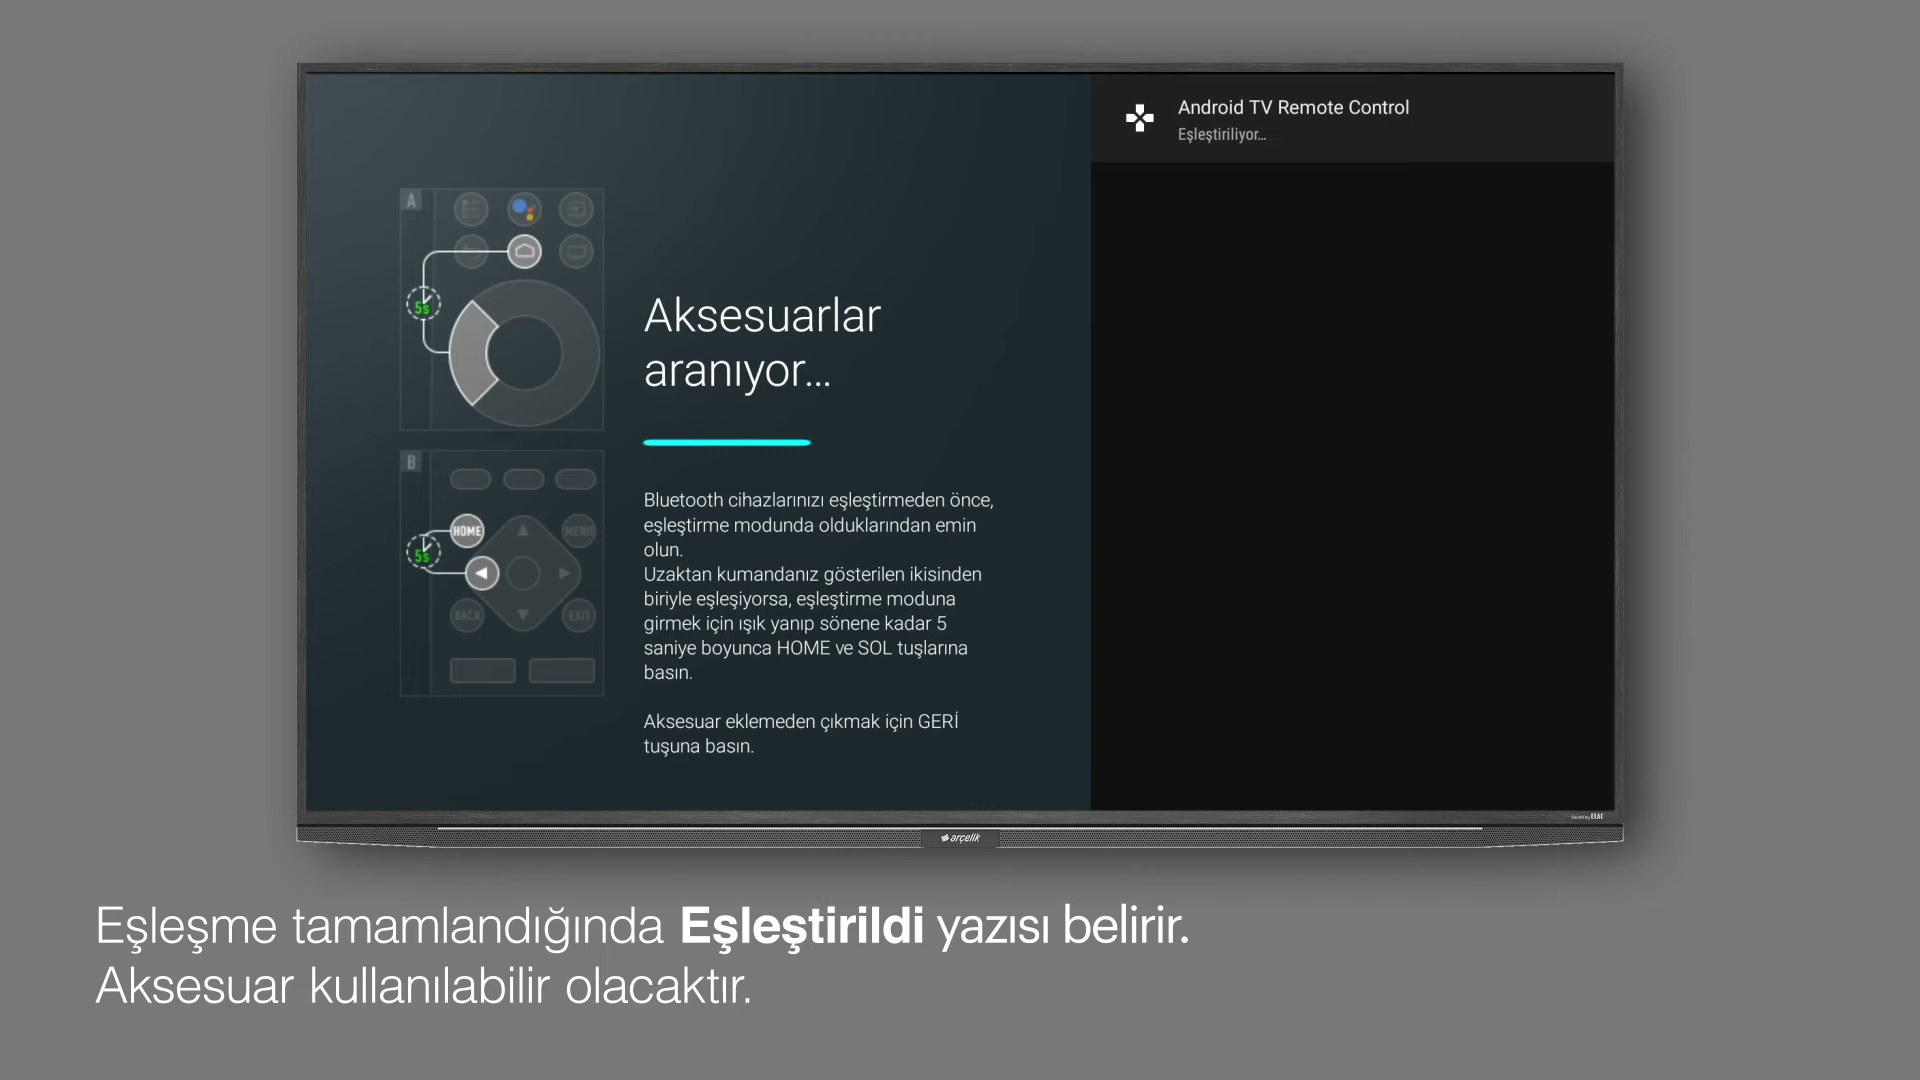 Android TV Remote Control
Eşleştiriliyor...
A
5s
Aksesuarlar
aranıyor...
B
HOME
MENU
5s
BACK
EXIT
Bluetooth cihazlarınızı eşleştirmeden önce,
eşleştirme modunda olduklarından emin
olun.
Uzaktan kumandanız gösterilen ikisinden
biriyle eşleşiyorsa, eşleştirme moduna
girmek için ışık yanıp sönene kadar 5
saniye boyunca HOME ve SOL tuşlarına
basın.
Aksesuar eklemeden çıkmak için GERİ
tuşuna basın.
Sound by ELAC
arçelik
Eşleşme tamamlandığında Eşleştirildi yazısı belirir.
Aksesuar kullanılabilir olacaktır.